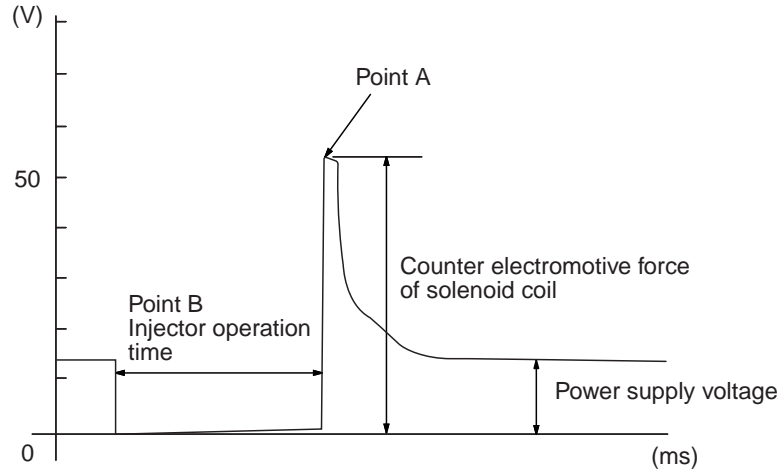 (V)
Point A
50
Counter electromotive force
of solenoid coil
Point B
Injector operation
time
Power supply voltage
0
(ms)